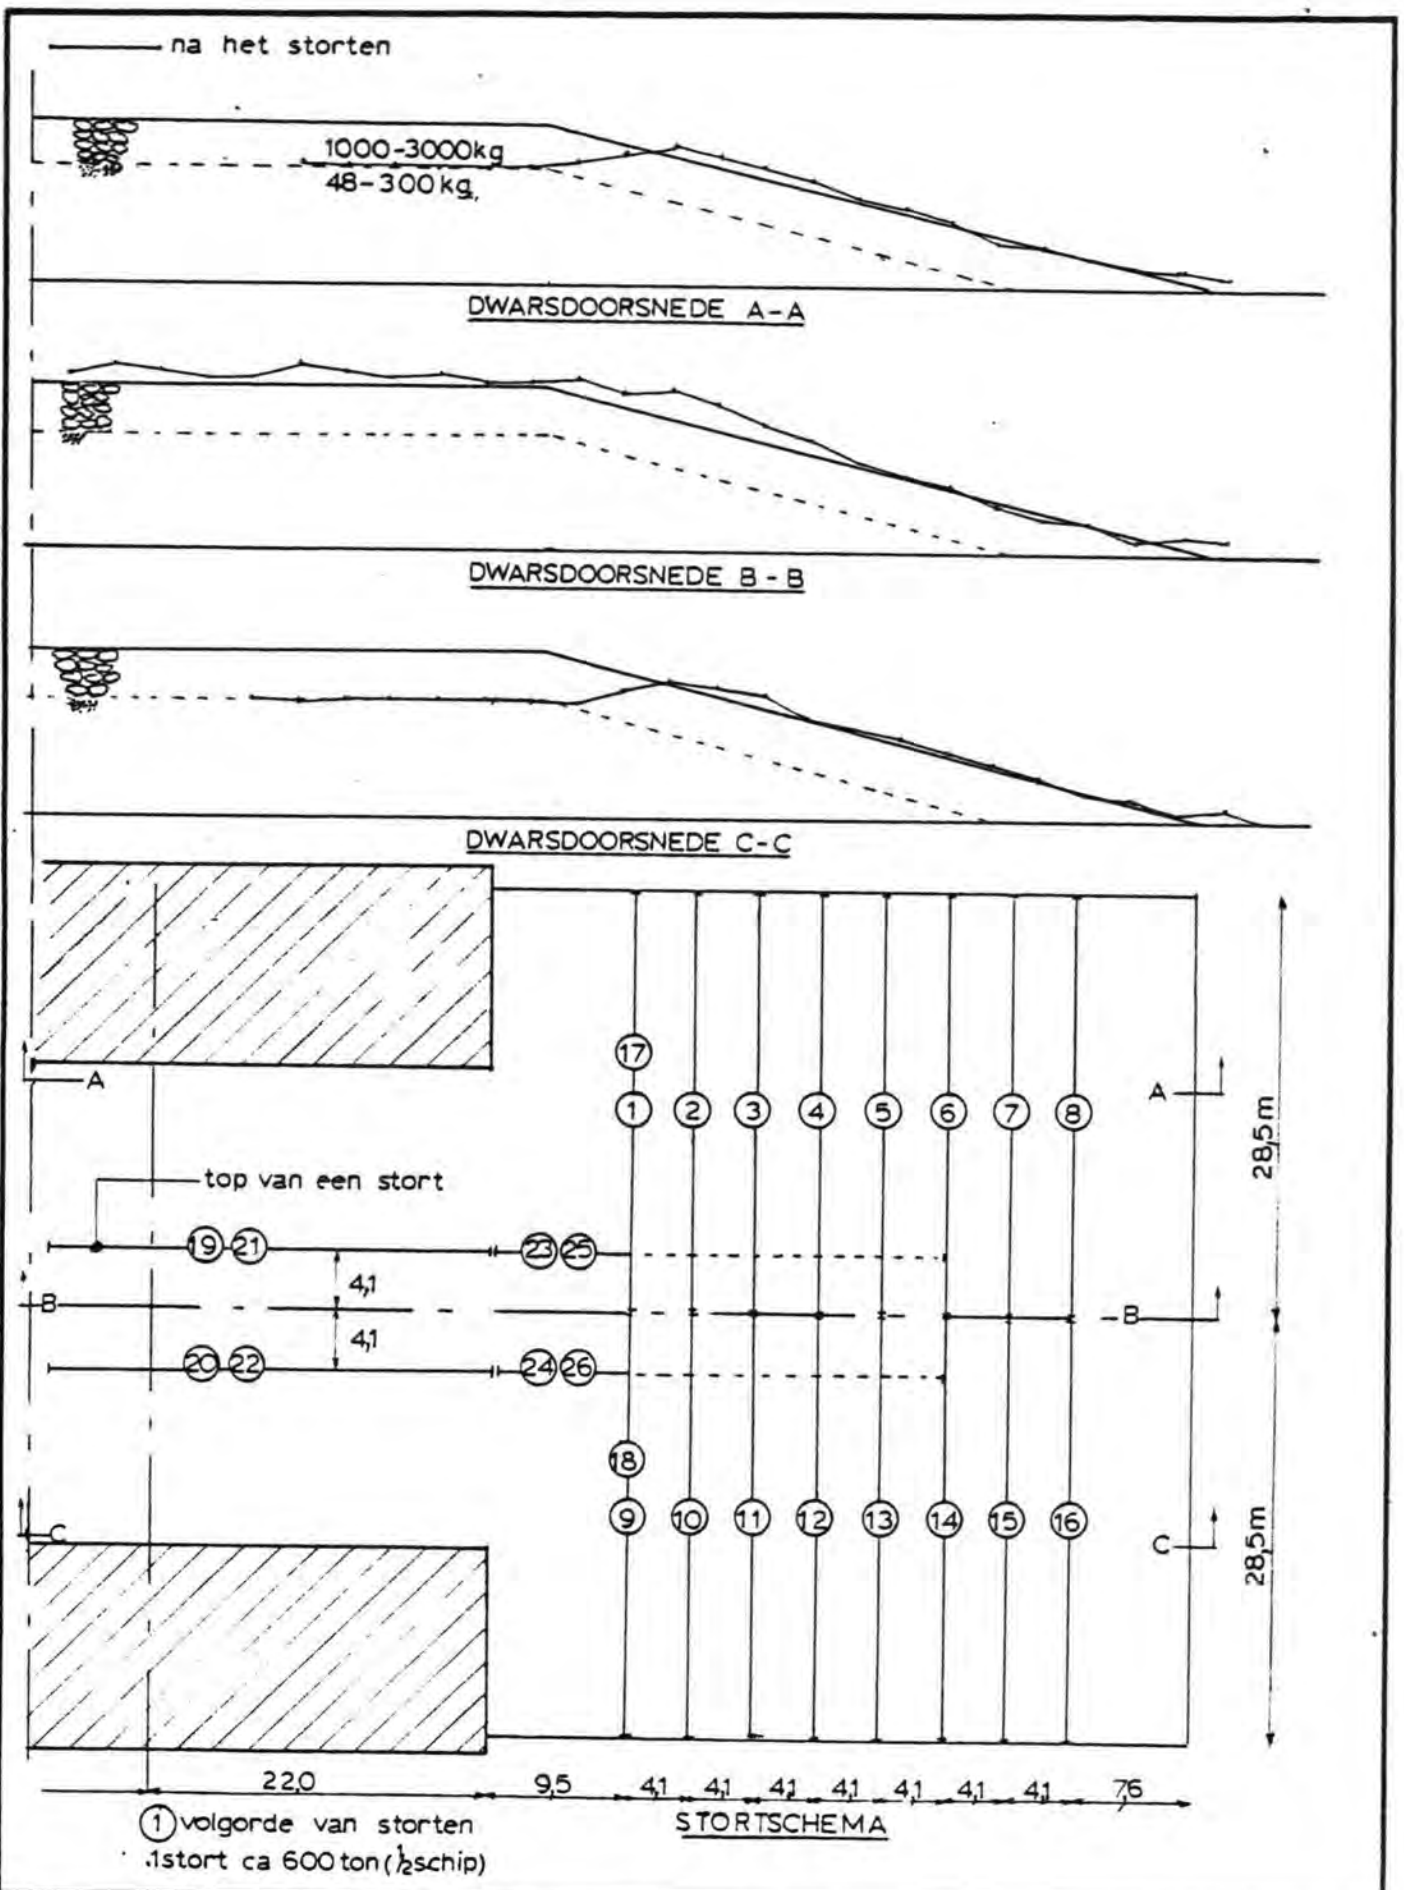 na het storten
1000-3000kg
48-300kg,
DWARSDOORSNEDE A-A
DWARSDOORSNEDE B-B
DWARSDOORSNEDE C-C
17
A
1 2 3 4 5 6 7 8
A
28,5m
top van een stort
19 21
23 25
4,1
B
B
4,1
20 22
24 26
18
9 10 11 12 13 14 15 16
C
C
28,5m
22,0 9,5 4,1 4,1 4,1 4,1 4,1 4,1 4,1 7,6
1 volgorde van storten
STORTSCHEMA
1stort ca 600 ton (½schip)